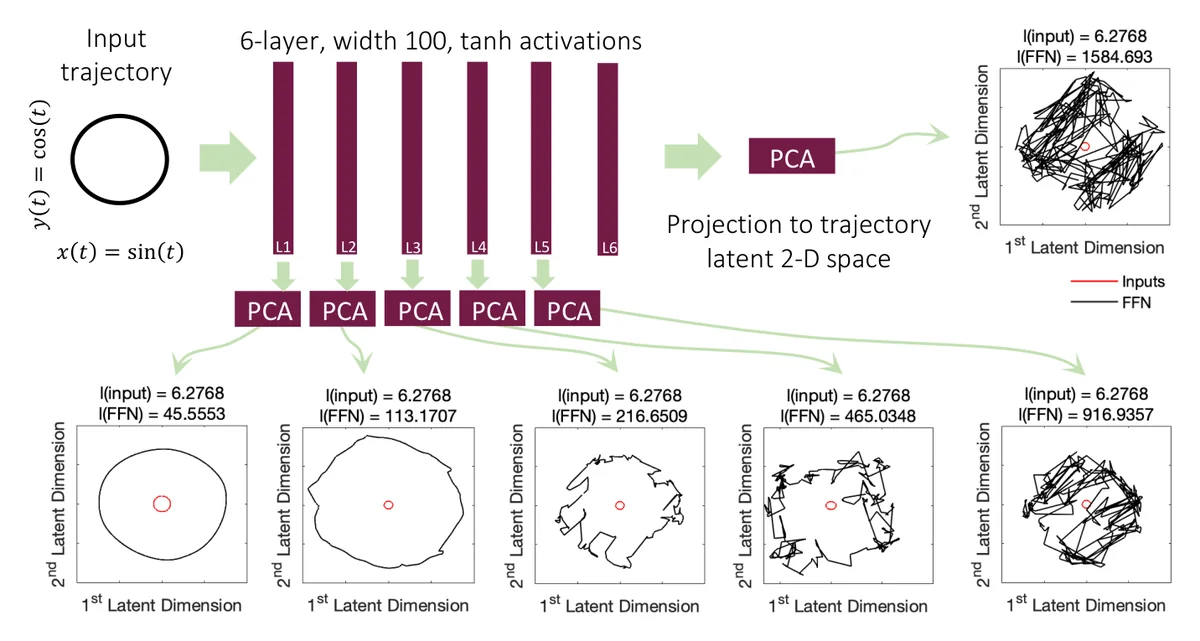 Input
trajectory
y(t) = cos(t)
x(t) = sin(t)
6-layer, width 100, tanh activations
L1
L2
L3
L4
L5
L6
PCA
Projection to trajectory
latent 2-D space
l(input) = 6.2768
l(FFN) = 1584.693
2nd Latent Dimension
1st Latent Dimension
Inputs
FFN
PCA
PCA
PCA
PCA
PCA
l(input) = 6.2768
l(FFN) = 45.5553
2nd Latent Dimension
1st Latent Dimension
l(input) = 6.2768
l(FFN) = 113.1707
2nd Latent Dimension
1st Latent Dimension
l(input) = 6.2768
l(FFN) = 216.6509
2nd Latent Dimension
1st Latent Dimension
l(input) = 6.2768
l(FFN) = 465.0348
2nd Latent Dimension
1st Latent Dimension
l(input) = 6.2768
l(FFN) = 916.9357
2nd Latent Dimension
1st Latent Dimension